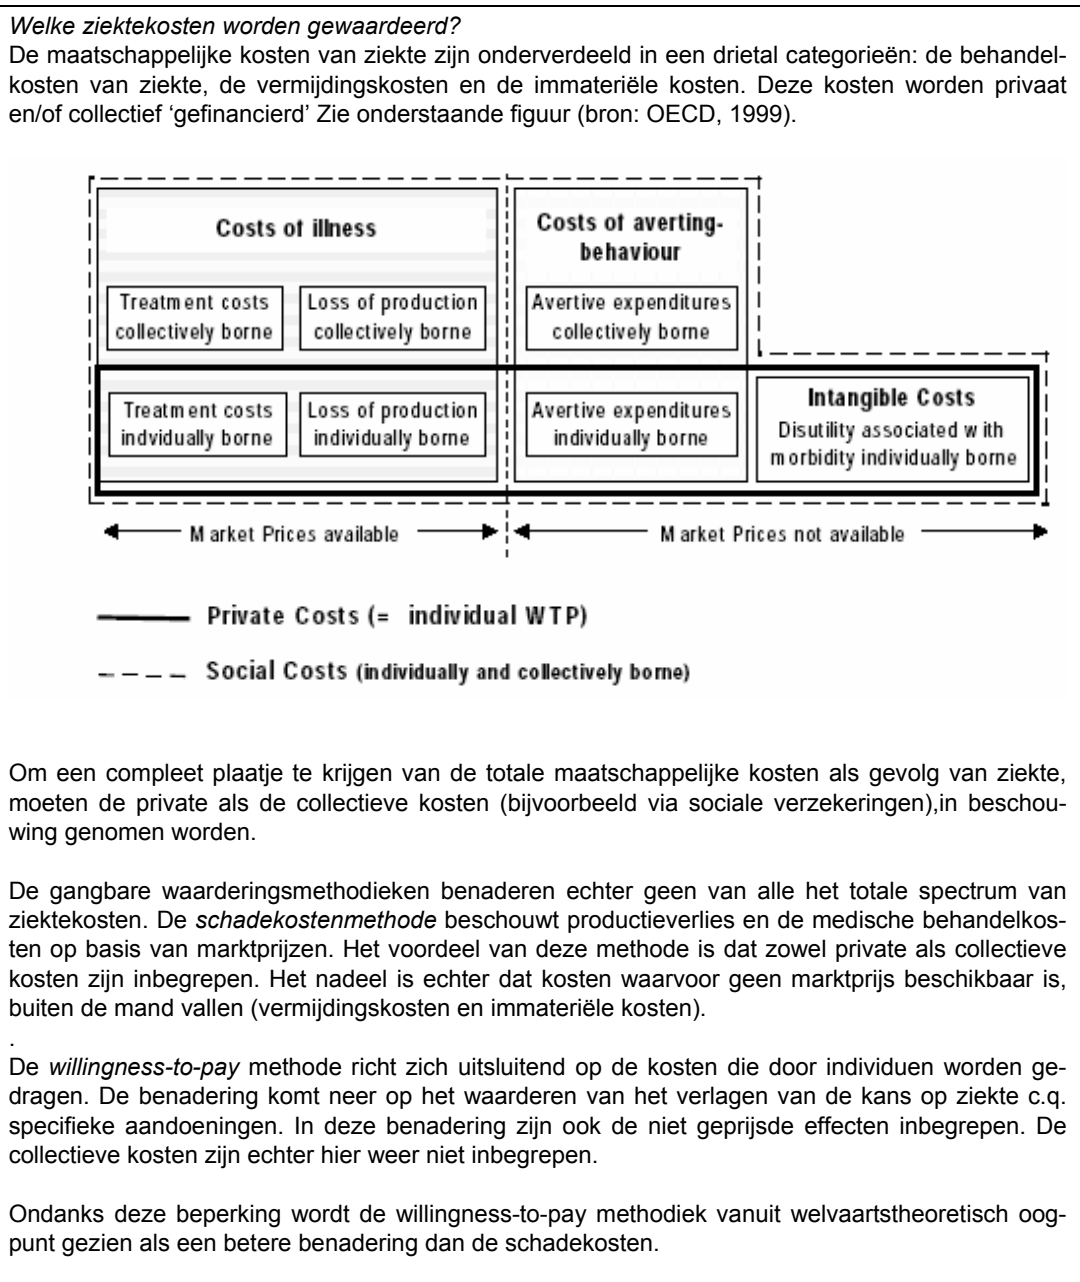 Welke ziektekosten worden gewaardeerd?
De maatschappelijke kosten van ziekte zijn onderverdeeld in een drietal categorieën: de behandel-
kosten van ziekte, de vermijdingskosten en de immateriële kosten. Deze kosten worden privaat
en/of collectief ‘gefinancierd’ Zie onderstaande figuur (bron: OECD, 1999).
Costs of illness
Costs of averting-
behaviour
Treatment costs
collectively borne
Loss of production
collectively borne
Avertive expenditures
collectively borne
Treatment costs
indvidually borne
Loss of production
individually borne
Avertive expenditures
individually borne
Intangible Costs
Disutility associated with
morbidity individually borne
Market Prices available
Market Prices not available
Private Costs (= individual WTP)
Social Costs (individually and collectively borne)
Om een compleet plaatje te krijgen van de totale maatschappelijke kosten als gevolg van ziekte,
moeten de private als de collectieve kosten (bijvoorbeeld via sociale verzekeringen),in beschou-
wing genomen worden.
De gangbare waarderingsmethodieken benaderen echter geen van alle het totale spectrum van
ziektekosten. De schadekostenmethode beschouwt productieverlies en de medische behandelkos-
ten op basis van marktprijzen. Het voordeel van deze methode is dat zowel private als collectieve
kosten zijn inbegrepen. Het nadeel is echter dat kosten waarvoor geen marktprijs beschikbaar is,
buiten de mand vallen (vermijdingskosten en immateriële kosten).
.
De willingness-to-pay methode richt zich uitsluitend op de kosten die door individuen worden ge-
dragen. De benadering komt neer op het waarderen van het verlagen van de kans op ziekte c.q.
specifieke aandoeningen. In deze benadering zijn ook de niet geprijsde effecten inbegrepen. De
collectieve kosten zijn echter hier weer niet inbegrepen.
Ondanks deze beperking wordt de willingness-to-pay methodiek vanuit welvaartstheoretisch oog-
punt gezien als een betere benadering dan de schadekosten.